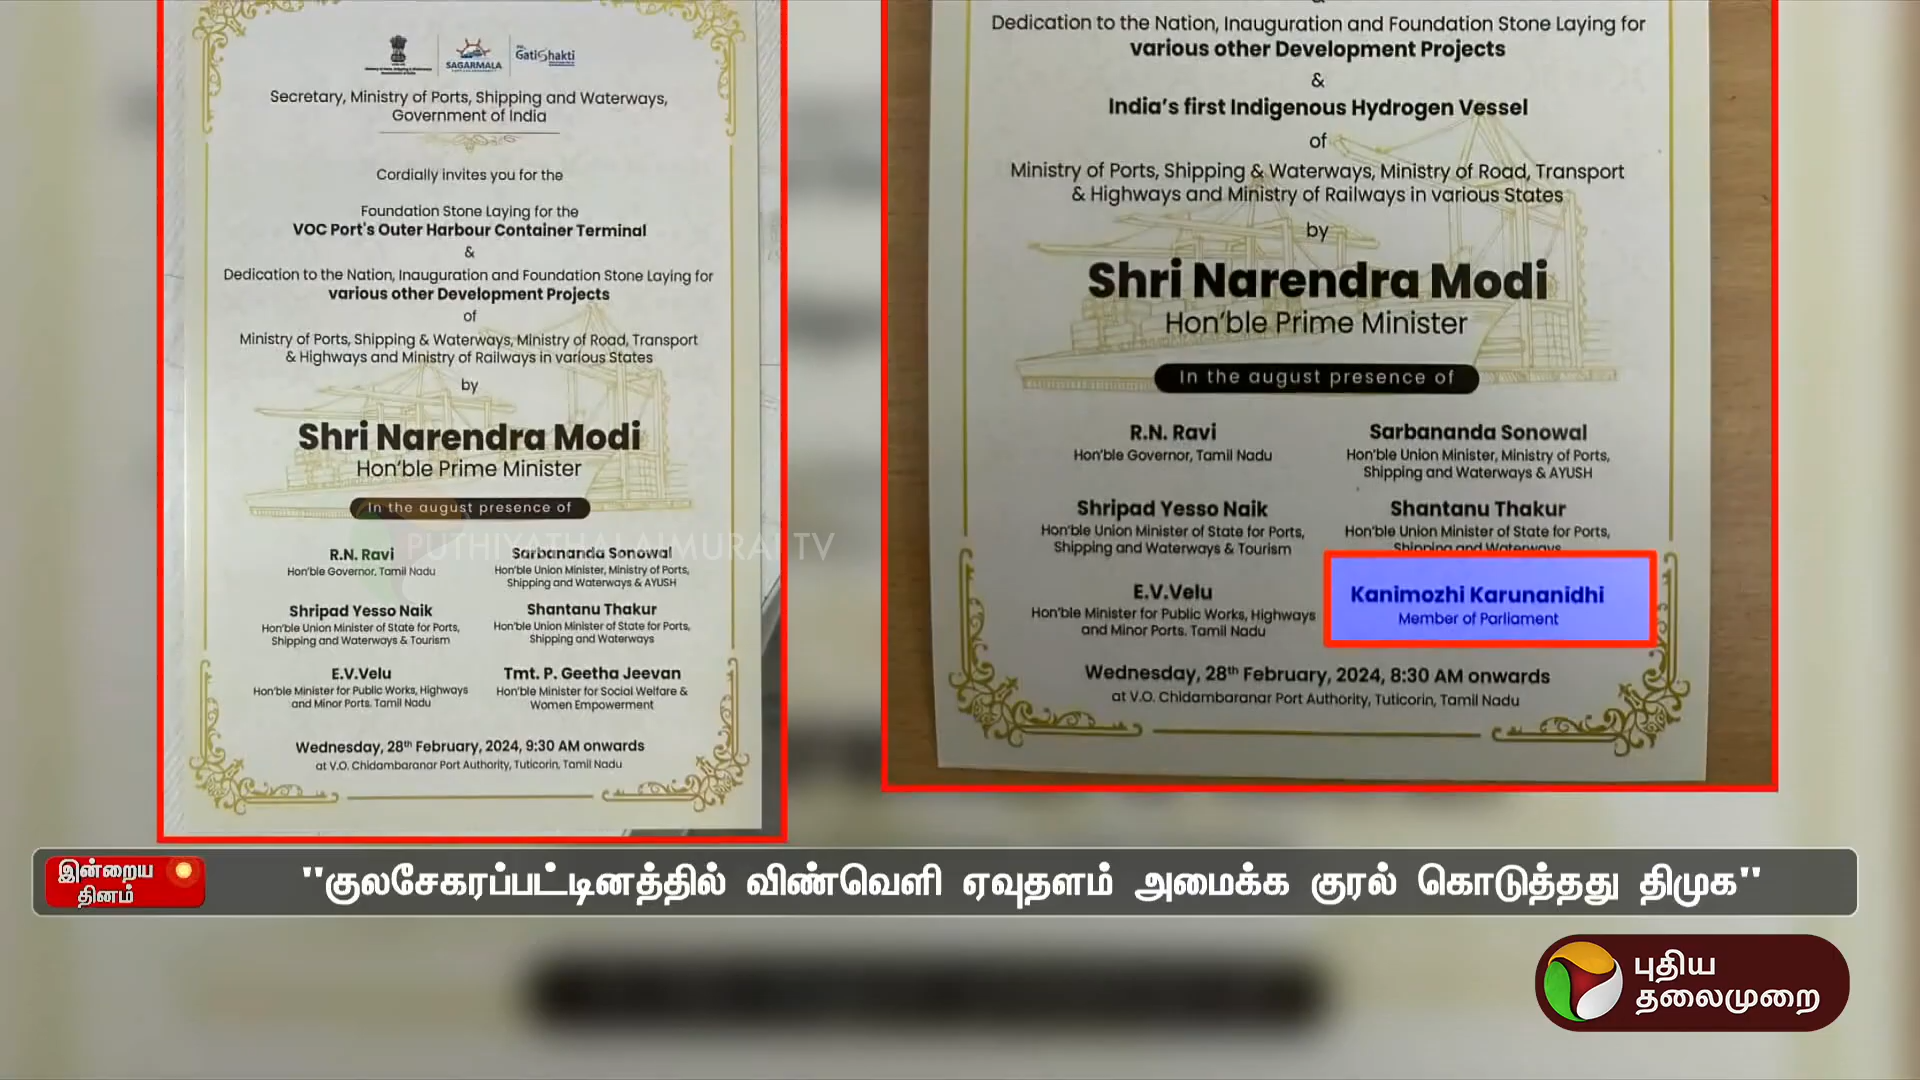 SAGARMALA
GatiShakti
Secretary, Ministry of Ports, Shipping and Waterways,
Government of India
Cordially invites you for the
Foundation Stone Laying for the
VOC Port's Outer Harbour Container Terminal
&
Dedication to the Nation, Inauguration and Foundation Stone Laying for
various other Development Projects
of
Ministry of Ports, Shipping & Waterways, Ministry of Road, Transport
& Highways and Ministry of Railways in various States
by
Shri Narendra Modi
Hon'ble Prime Minister
In the august presence of
R.N. Ravi
Hon'ble Governor, Tamil Nadu
Sarbananda Sonowal
Hon'ble Union Minister, Ministry of Ports,
Shipping and Waterways & AYUSH
Shripad Yesso Naik
Hon'ble Union Minister of State for Ports,
Shipping and Waterways & Tourism
Shantanu Thakur
Hon'ble Union Minister of State for Ports,
Shipping and Waterways
E.V.Velu
Hon'ble Minister for Public Works, Highways
and Minor Ports. Tamil Nadu
Tmt. P. Geetha Jeevan
Hon'ble Minister for Social Welfare &
Women Empowerment
Wednesday, 28th February, 2024, 9:30 AM onwards
at V.O. Chidambaranar Port Authority, Tuticorin, Tamil Nadu
Dedication to the Nation, Inauguration and Foundation Stone Laying for
various other Development Projects
&
India's first Indigenous Hydrogen Vessel
of
Ministry of Ports, Shipping & Waterways, Ministry of Road, Transport
& Highways and Ministry of Railways in various States
by
Shri Narendra Modi
Hon'ble Prime Minister
In the august presence of
R.N. Ravi
Hon'ble Governor, Tamil Nadu
Sarbananda Sonowal
Hon'ble Union Minister, Ministry of Ports,
Shipping and Waterways & AYUSH
Shripad Yesso Naik
Hon'ble Union Minister of State for Ports,
Shipping and Waterways & Tourism
Shantanu Thakur
Hon'ble Union Minister of State for Ports,
Shipping and Waterways
E.V.Velu
Hon'ble Minister for Public Works, Highways
and Minor Ports. Tamil Nadu
Kanimozhi Karunanidhi
Member of Parliament
Wednesday, 28th February, 2024, 8:30 AM onwards
at V.O. Chidambaranar Port Authority, Tuticorin, Tamil Nadu
PUTHIYATHALAIMURAI TV
இன்றைய
தினம்
"குலசேகரப்பட்டினத்தில் விண்வெளி ஏவுதளம் அமைக்க குரல் கொடுத்தது திமுக"
புதிய
தலைமுறை